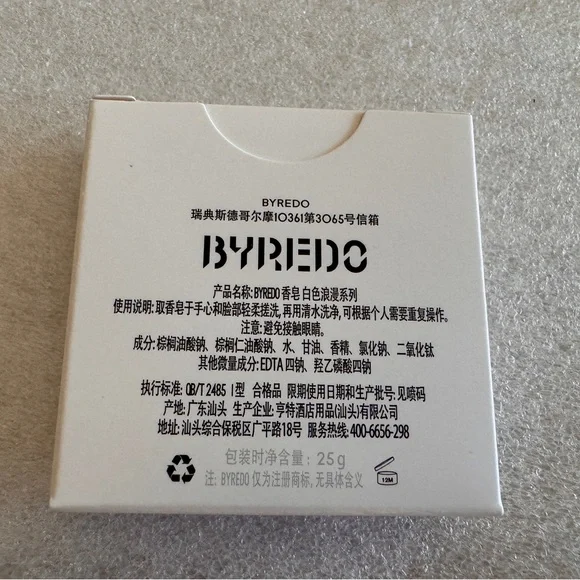 BYREDO
瑞典斯德哥尔摩10361第3065号信箱
BYREDO
产品名称: BYREDO 香皂 白色浪漫系列
使用说明: 取香皂于手心和脸部轻柔搓洗, 再用清水洗净, 可根据个人需要重复操作。
注意: 避免接触眼睛。
成分: 棕榈油酸钠、棕榈仁油酸钠、水、甘油、香精、氯化钠、二氧化钛
其他微量成分: EDTA 四钠、羟乙磷酸四钠
执行标准: QB/T 2485 I型 合格品 限期使用日期和生产批号: 见喷码
产地: 广东汕头 生产企业: 亨特酒店用品(汕头)有限公司
地址: 汕头综合保税区广平路18号 服务热线: 400-6656-298
包装时净含量: 25g
注: BYREDO 仅为注册商标, 无具体含义
12M